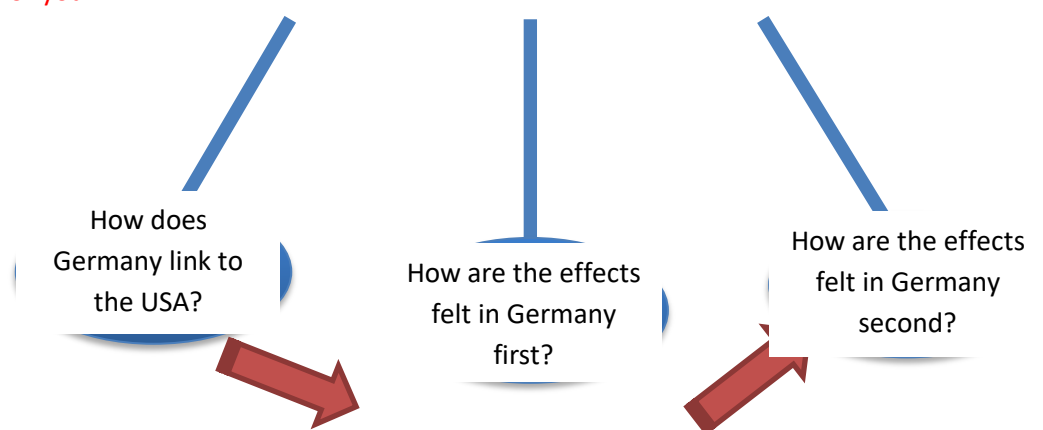 How does
Germany link to
the USA?
How are the effects
felt in Germany
first?
How are the effects
felt in Germany
second?